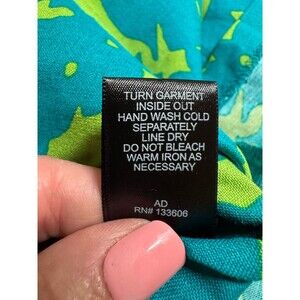 TURN GARMENT
INSIDE OUT
HAND WASH COLD
SEPARATELY
LINE DRY
DO NOT BLEACH
WARM IRON AS
NECESSARY
AD
RN# 133606